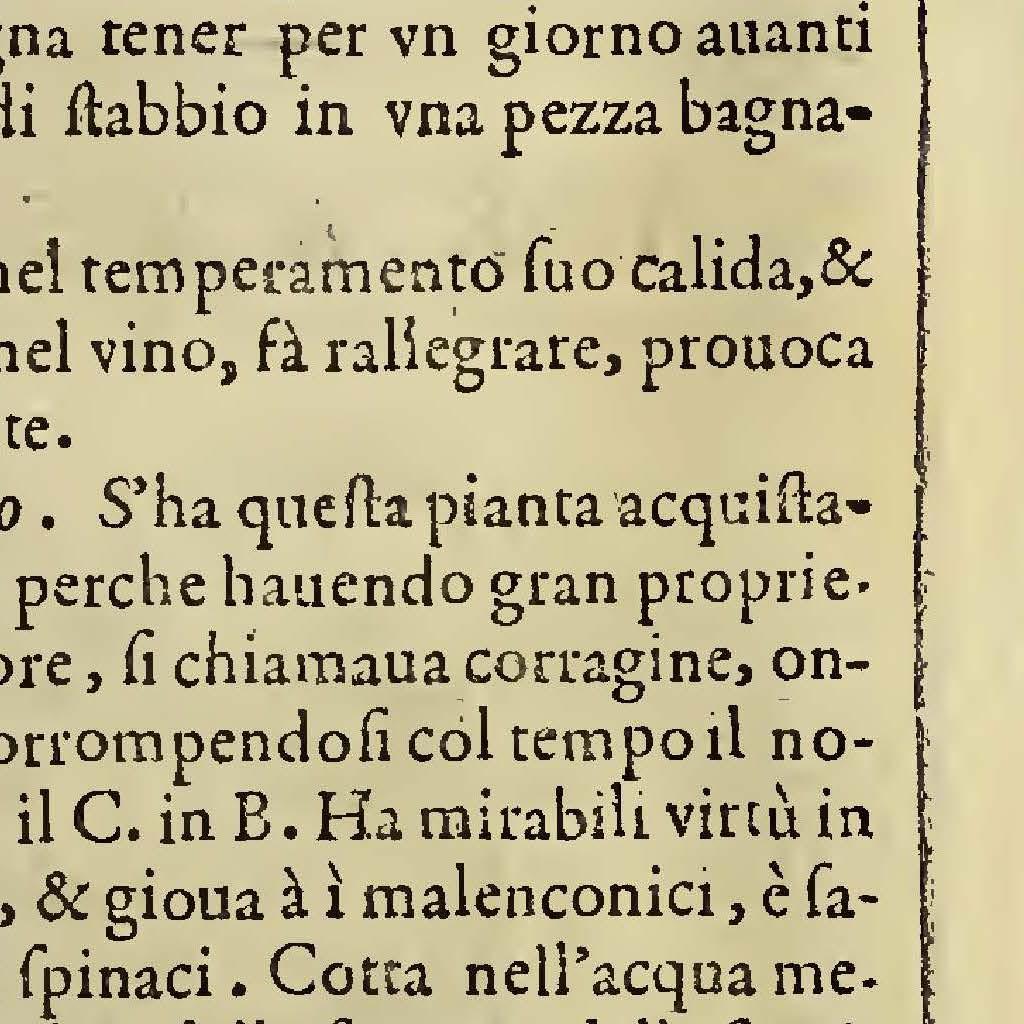 gna tener per vn giorno auanti
di ſtabbio in vna pezza bagna-
nel temperamento ſuo calida, &
nel vino, fà rallegrare, prouoca
te.
o. S'ha queſta pianta acquiſta-
perche hauendo gran proprie-
ore, ſi chiamaua corragine, on-
orrompendoſi col tempo il no-
il C. in B. Ha mirabili virtù in
, & gioua à ì malenconici, è ſa-
ſpinaci. Cotta nell'acqua me-